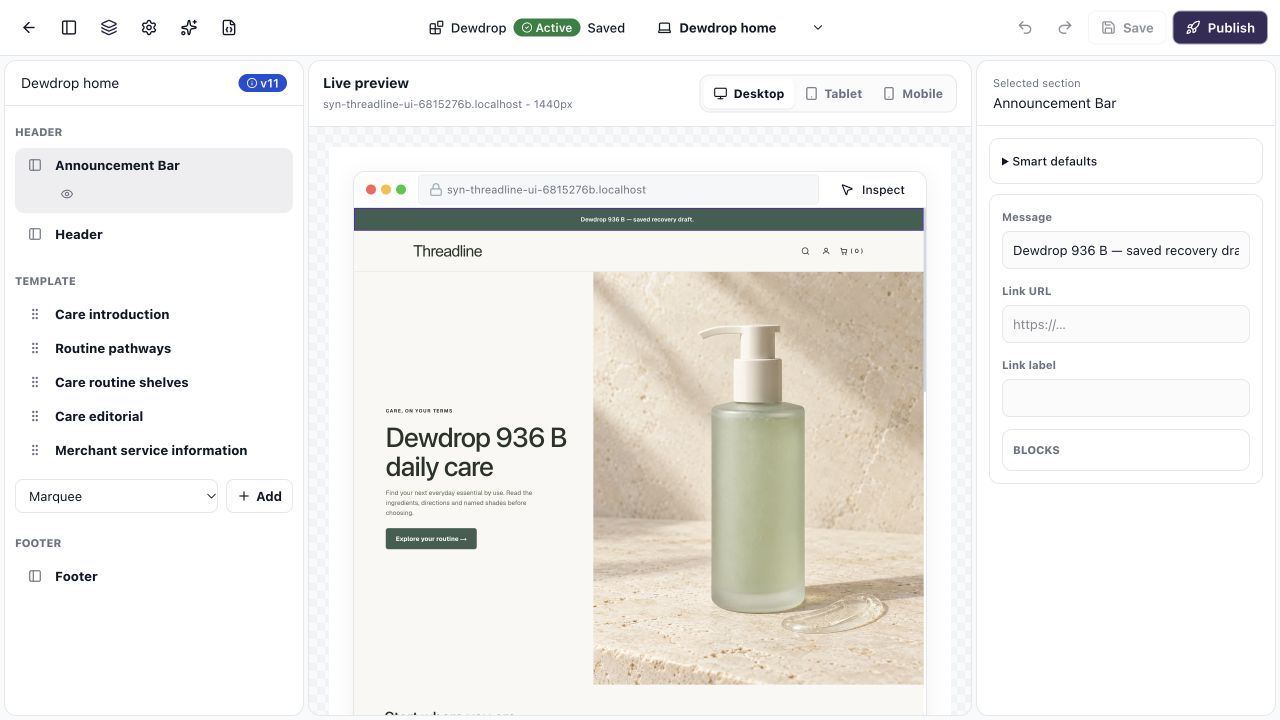 Dewdrop
Active
Saved
Dewdrop home
Save
Publish
Dewdrop home
v11
HEADER
Announcement Bar
Header
TEMPLATE
Care introduction
Routine pathways
Care routine shelves
Care editorial
Merchant service information
Marquee
Add
FOOTER
Footer
Live preview
syn-threadline-ui-6815276b.localhost - 1440px
Desktop
Tablet
Mobile
syn-threadline-ui-6815276b.localhost
Inspect
Dewdrop 936 B — saved recovery draft.
Threadline
(0)
CARE, ON YOUR TERMS
Dewdrop 936 B
daily care
Find your next everyday essential by use. Read the
ingredients, directions and named shades before
choosing.
Explore your routine →
Selected section
Announcement Bar
Smart defaults
Message
Dewdrop 936 B — saved recovery dra
Link URL
https://...
Link label
BLOCKS